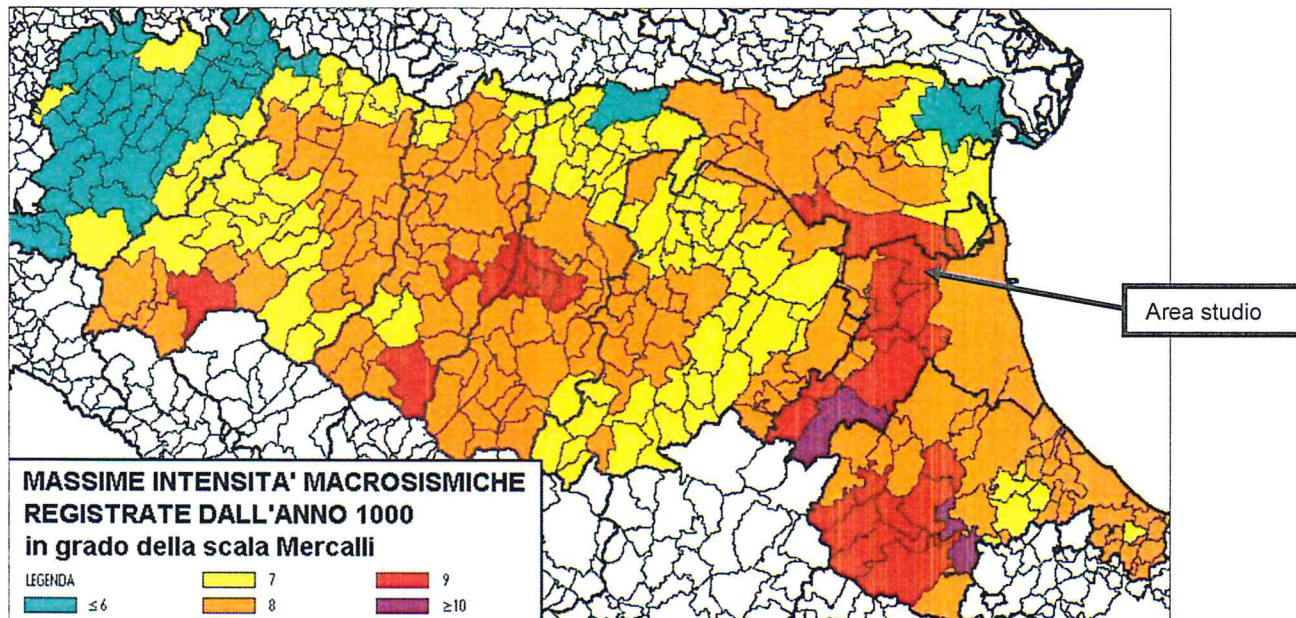 Area studio
MASSIME INTENSITA' MACROSISMICHE
REGISTRATE DALL'ANNO 1000
in grado della scala Mercalli
LEGENDA
≤6
7
8
9
≥10